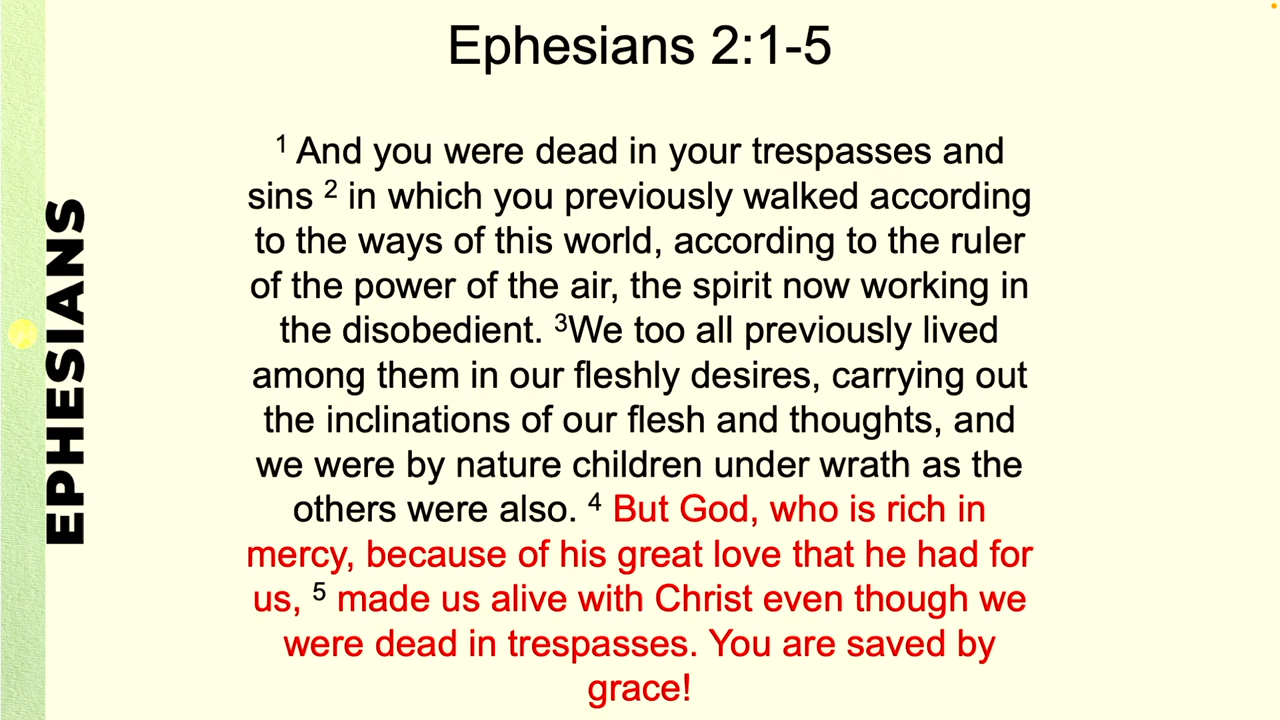 Ephesians 2:1-5
1 And you were dead in your trespasses and
sins 2 in which you previously walked according
to the ways of this world, according to the ruler
of the power of the air, the spirit now working in
the disobedient. 3We too all previously lived
among them in our fleshly desires, carrying out
the inclinations of our flesh and thoughts, and
we were by nature children under wrath as the
others were also. 4 But God, who is rich in
mercy, because of his great love that he had for
us, 5 made us alive with Christ even though we
were dead in trespasses. You are saved by
grace!
EPHESIANS